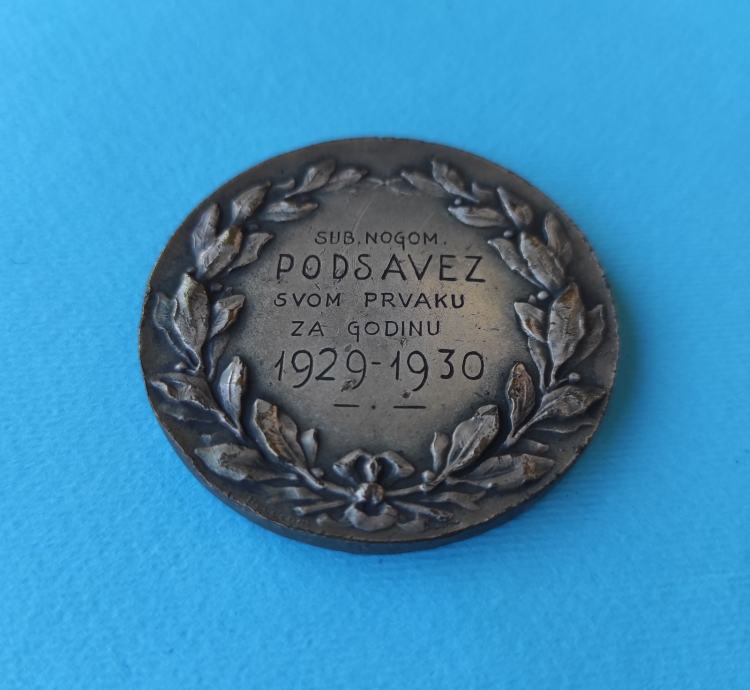 SUB. NOGOM.
PODSAVEZ
SVOM PRVAKU
ZA GODINU
1929-1930